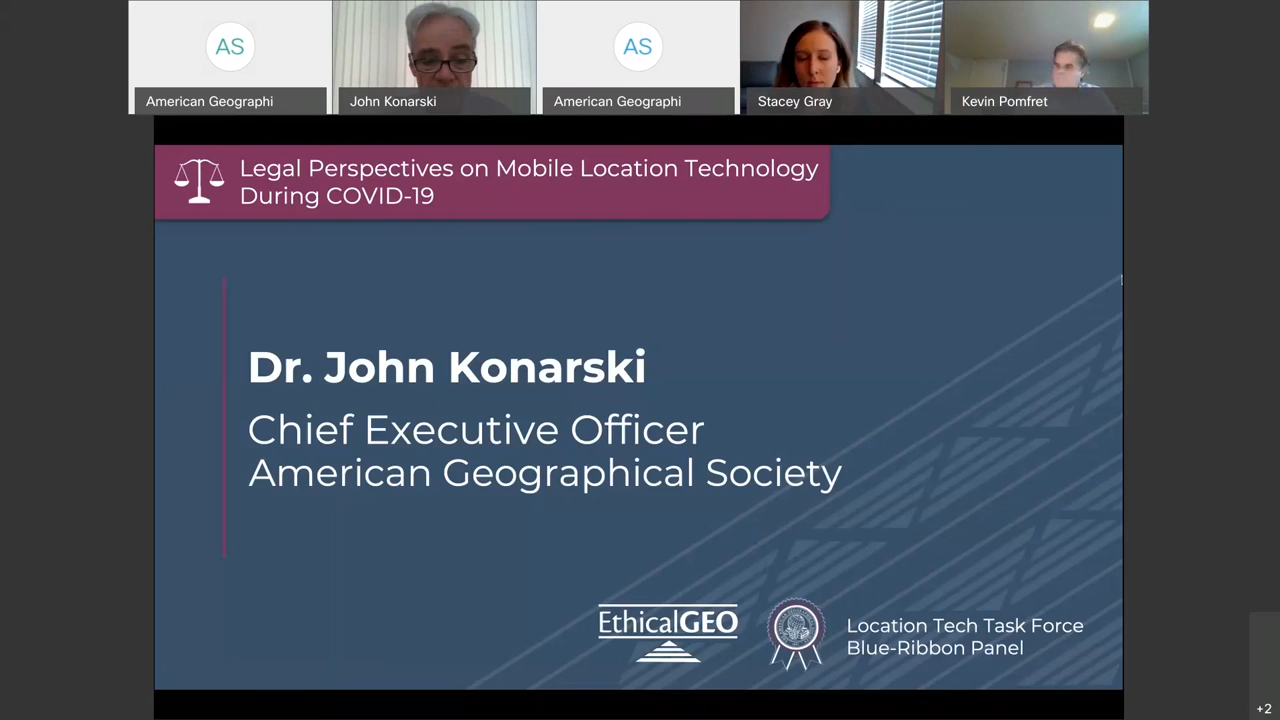 AS
American Geographi
John Konarski
AS
American Geographi
Stacey Gray
Kevin Pomfret
Legal Perspectives on Mobile Location Technology
During COVID-19
Dr. John Konarski
Chief Executive Officer
American Geographical Society
EthicalGEO
Location Tech Task Force
Blue-Ribbon Panel
+2